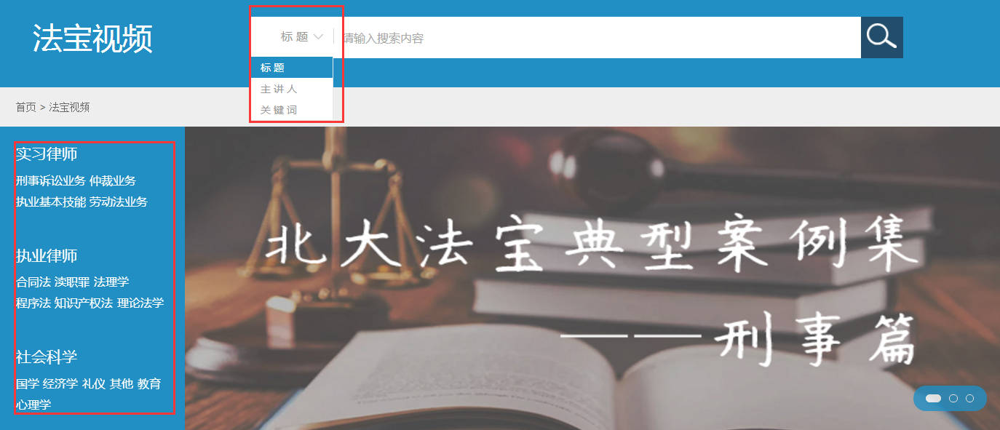 法宝视频
标 题
请输入搜索内容
标 题
主 讲 人
关 键 词
首页 > 法宝视频
实习律师
刑事诉讼业务 仲裁业务
执业基本技能 劳动法业务
执业律师
合同法 渎职罪 法理学
程序法 知识产权法 理论法学
社会科学
国学 经济学 礼仪 其他 教育
心理学
北大法宝典型案例集
——刑事篇